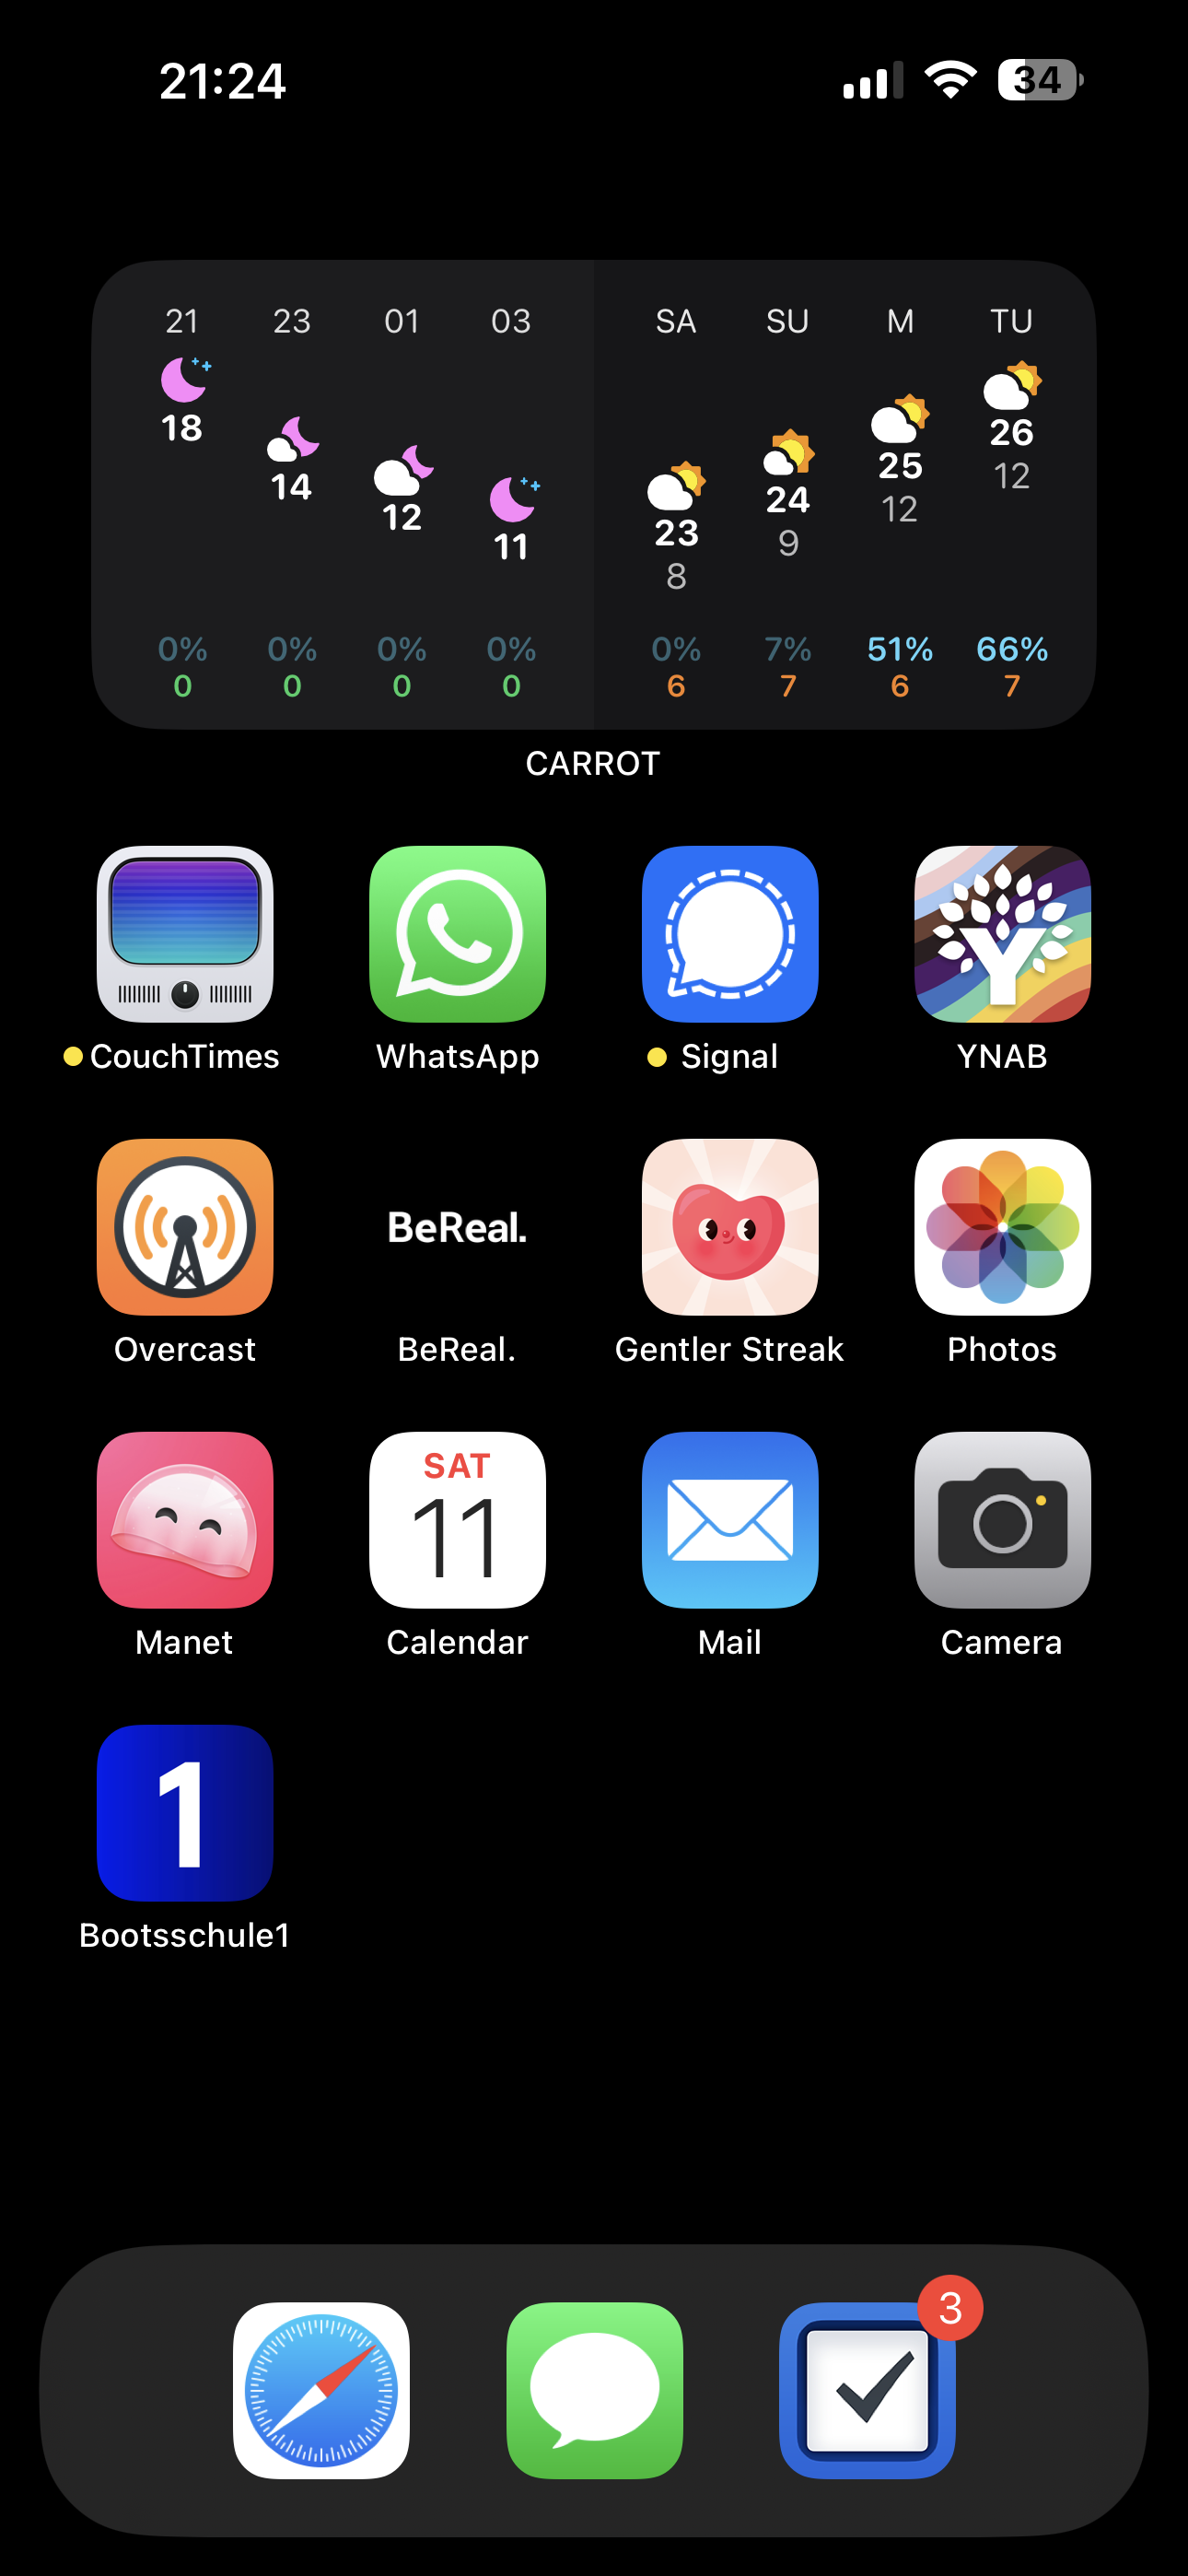 21:24 34
21 23 01 03 SA SU M TU
18 14 12 11 23 24 25 26
8 9 12 12
0% 0% 0% 0% 0% 7% 51% 66%
0 0 0 0 6 7 6 7
CARROT
CouchTimes WhatsApp Signal YNAB
Y
BeReal.
Overcast BeReal. Gentler Streak Photos
SAT
11
Manet Calendar Mail Camera
1
Bootsschule1
3